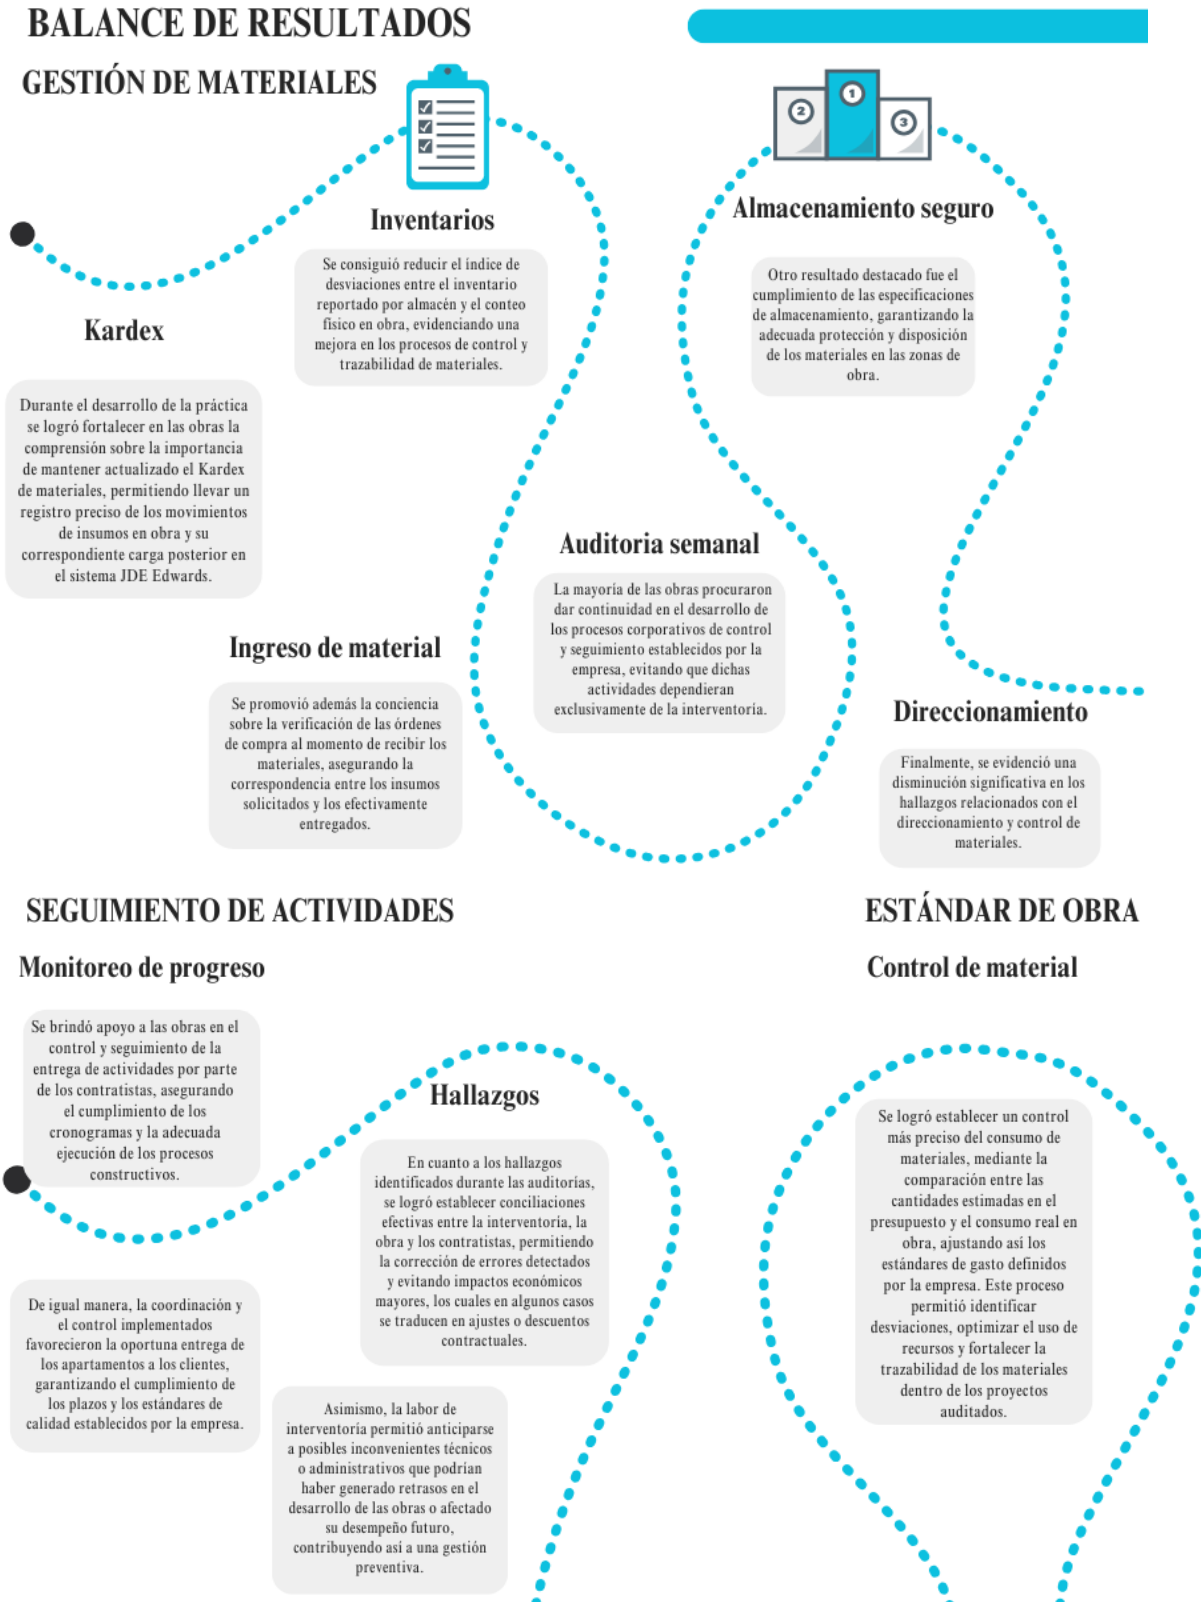 BALANCE DE RESULTADOS
GESTIÓN DE MATERIALES
2
1
3
Kardex
Durante el desarrollo de la práctica
se logró fortalecer en las obras la
comprensión sobre la importancia
de mantener actualizado el Kardex
de materiales, permitiendo llevar un
registro preciso de los movimientos
de insumos en obra y su
correspondiente carga posterior en
el sistema JDE Edwards.
Inventarios
Se consiguió reducir el índice de
desviaciones entre el inventario
reportado por almacén y el conteo
físico en obra, evidenciando una
mejora en los procesos de control y
trazabilidad de materiales.
Ingreso de material
Se promovió además la conciencia
sobre la verificación de las órdenes
de compra al momento de recibir los
materiales, asegurando la
correspondencia entre los insumos
solicitados y los efectivamente
entregados.
Auditoria semanal
La mayoría de las obras procuraron
dar continuidad en el desarrollo de
los procesos corporativos de control
y seguimiento establecidos por la
empresa, evitando que dichas
actividades dependieran
exclusivamente de la interventoría.
Almacenamiento seguro
Otro resultado destacado fue el
cumplimiento de las especificaciones
de almacenamiento, garantizando la
adecuada protección y disposición
de los materiales en las zonas de
obra.
Direccionamiento
Finalmente, se evidenció una
disminución significativa en los
hallazgos relacionados con el
direccionamiento y control de
materiales.
SEGUIMIENTO DE ACTIVIDADES
Monitoreo de progreso
Se brindó apoyo a las obras en el
control y seguimiento de la
entrega de actividades por parte
de los contratistas, asegurando
el cumplimiento de los
cronogramas y la adecuada
ejecución de los procesos
constructivos.
De igual manera, la coordinación y
el control implementados
favorecieron la oportuna entrega de
los apartamentos a los clientes,
garantizando el cumplimiento de
los plazos y los estándares de
calidad establecidos por la empresa.
Hallazgos
En cuanto a los hallazgos
identificados durante las auditorías,
se logró establecer conciliaciones
efectivas entre la interventoría, la
obra y los contratistas, permitiendo
la corrección de errores detectados
y evitando impactos económicos
mayores, los cuales en algunos casos
se traducen en ajustes o descuentos
contractuales.
Asimismo, la labor de
interventoría permitió anticiparse
a posibles inconvenientes técnicos
o administrativos que podrían
haber generado retrasos en el
desarrollo de las obras o afectado
su desempeño futuro,
contribuyendo así a una gestión
preventiva.
ESTÁNDAR DE OBRA
Control de material
Se logró establecer un control
más preciso del consumo de
materiales, mediante la
comparación entre las
cantidades estimadas en el
presupuesto y el consumo real en
obra, ajustando así los
estándares de gasto definidos
por la empresa. Este proceso
permitió identificar
desviaciones, optimizar el uso de
recursos y fortalecer la
trazabilidad de los materiales
dentro de los proyectos
auditados.